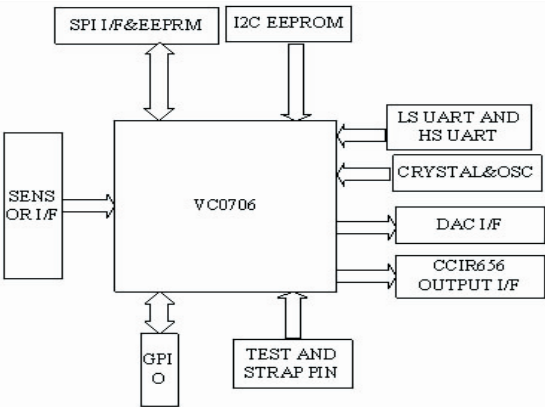 SPI I/F&EEPRM
I2C EEPROM
LS UART AND
HS UART
SENS
OR I/F
VC0706
CRYSTAL&OSC
DAC I/F
CCIR656
OUTPUT I/F
GPI
O
TEST AND
STRAP PIN